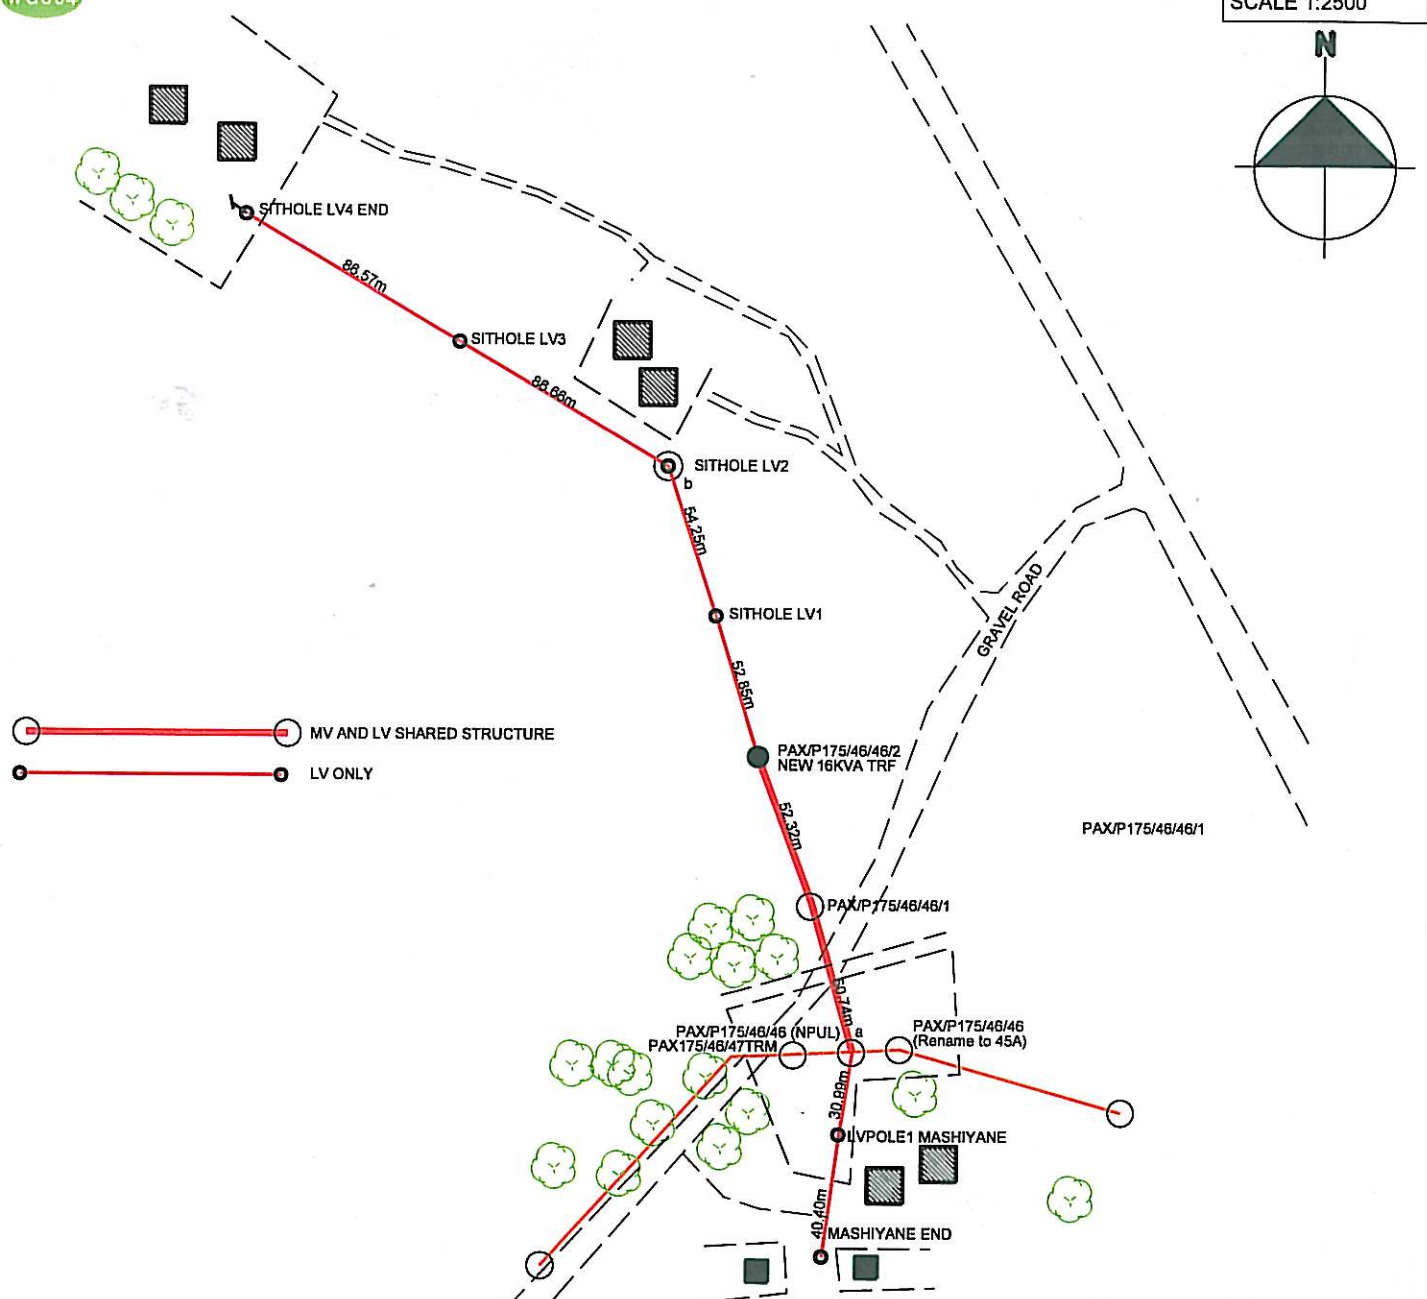 SCALE 1:2500
N
SITHOLE LV4 END
86.57m
SITHOLE LV3
86.66m
SITHOLE LV2
b
54.25m
SITHOLE LV1
GRAVEL ROAD
52.85m
MV AND LV SHARED STRUCTURE
LV ONLY
PAX/P175/46/46/2
NEW 16KVA TRF
52.32m
PAX/P175/46/46/1
PAX/P175/46/46/1
50.74m
PAX/P175/46/46 (NPUL)
a
PAX175/46/47TRM
PAX/P175/46/46
(Rename to 45A)
30.99m
LVPOLE1 MASHIYANE
40.40m
MASHIYANE END